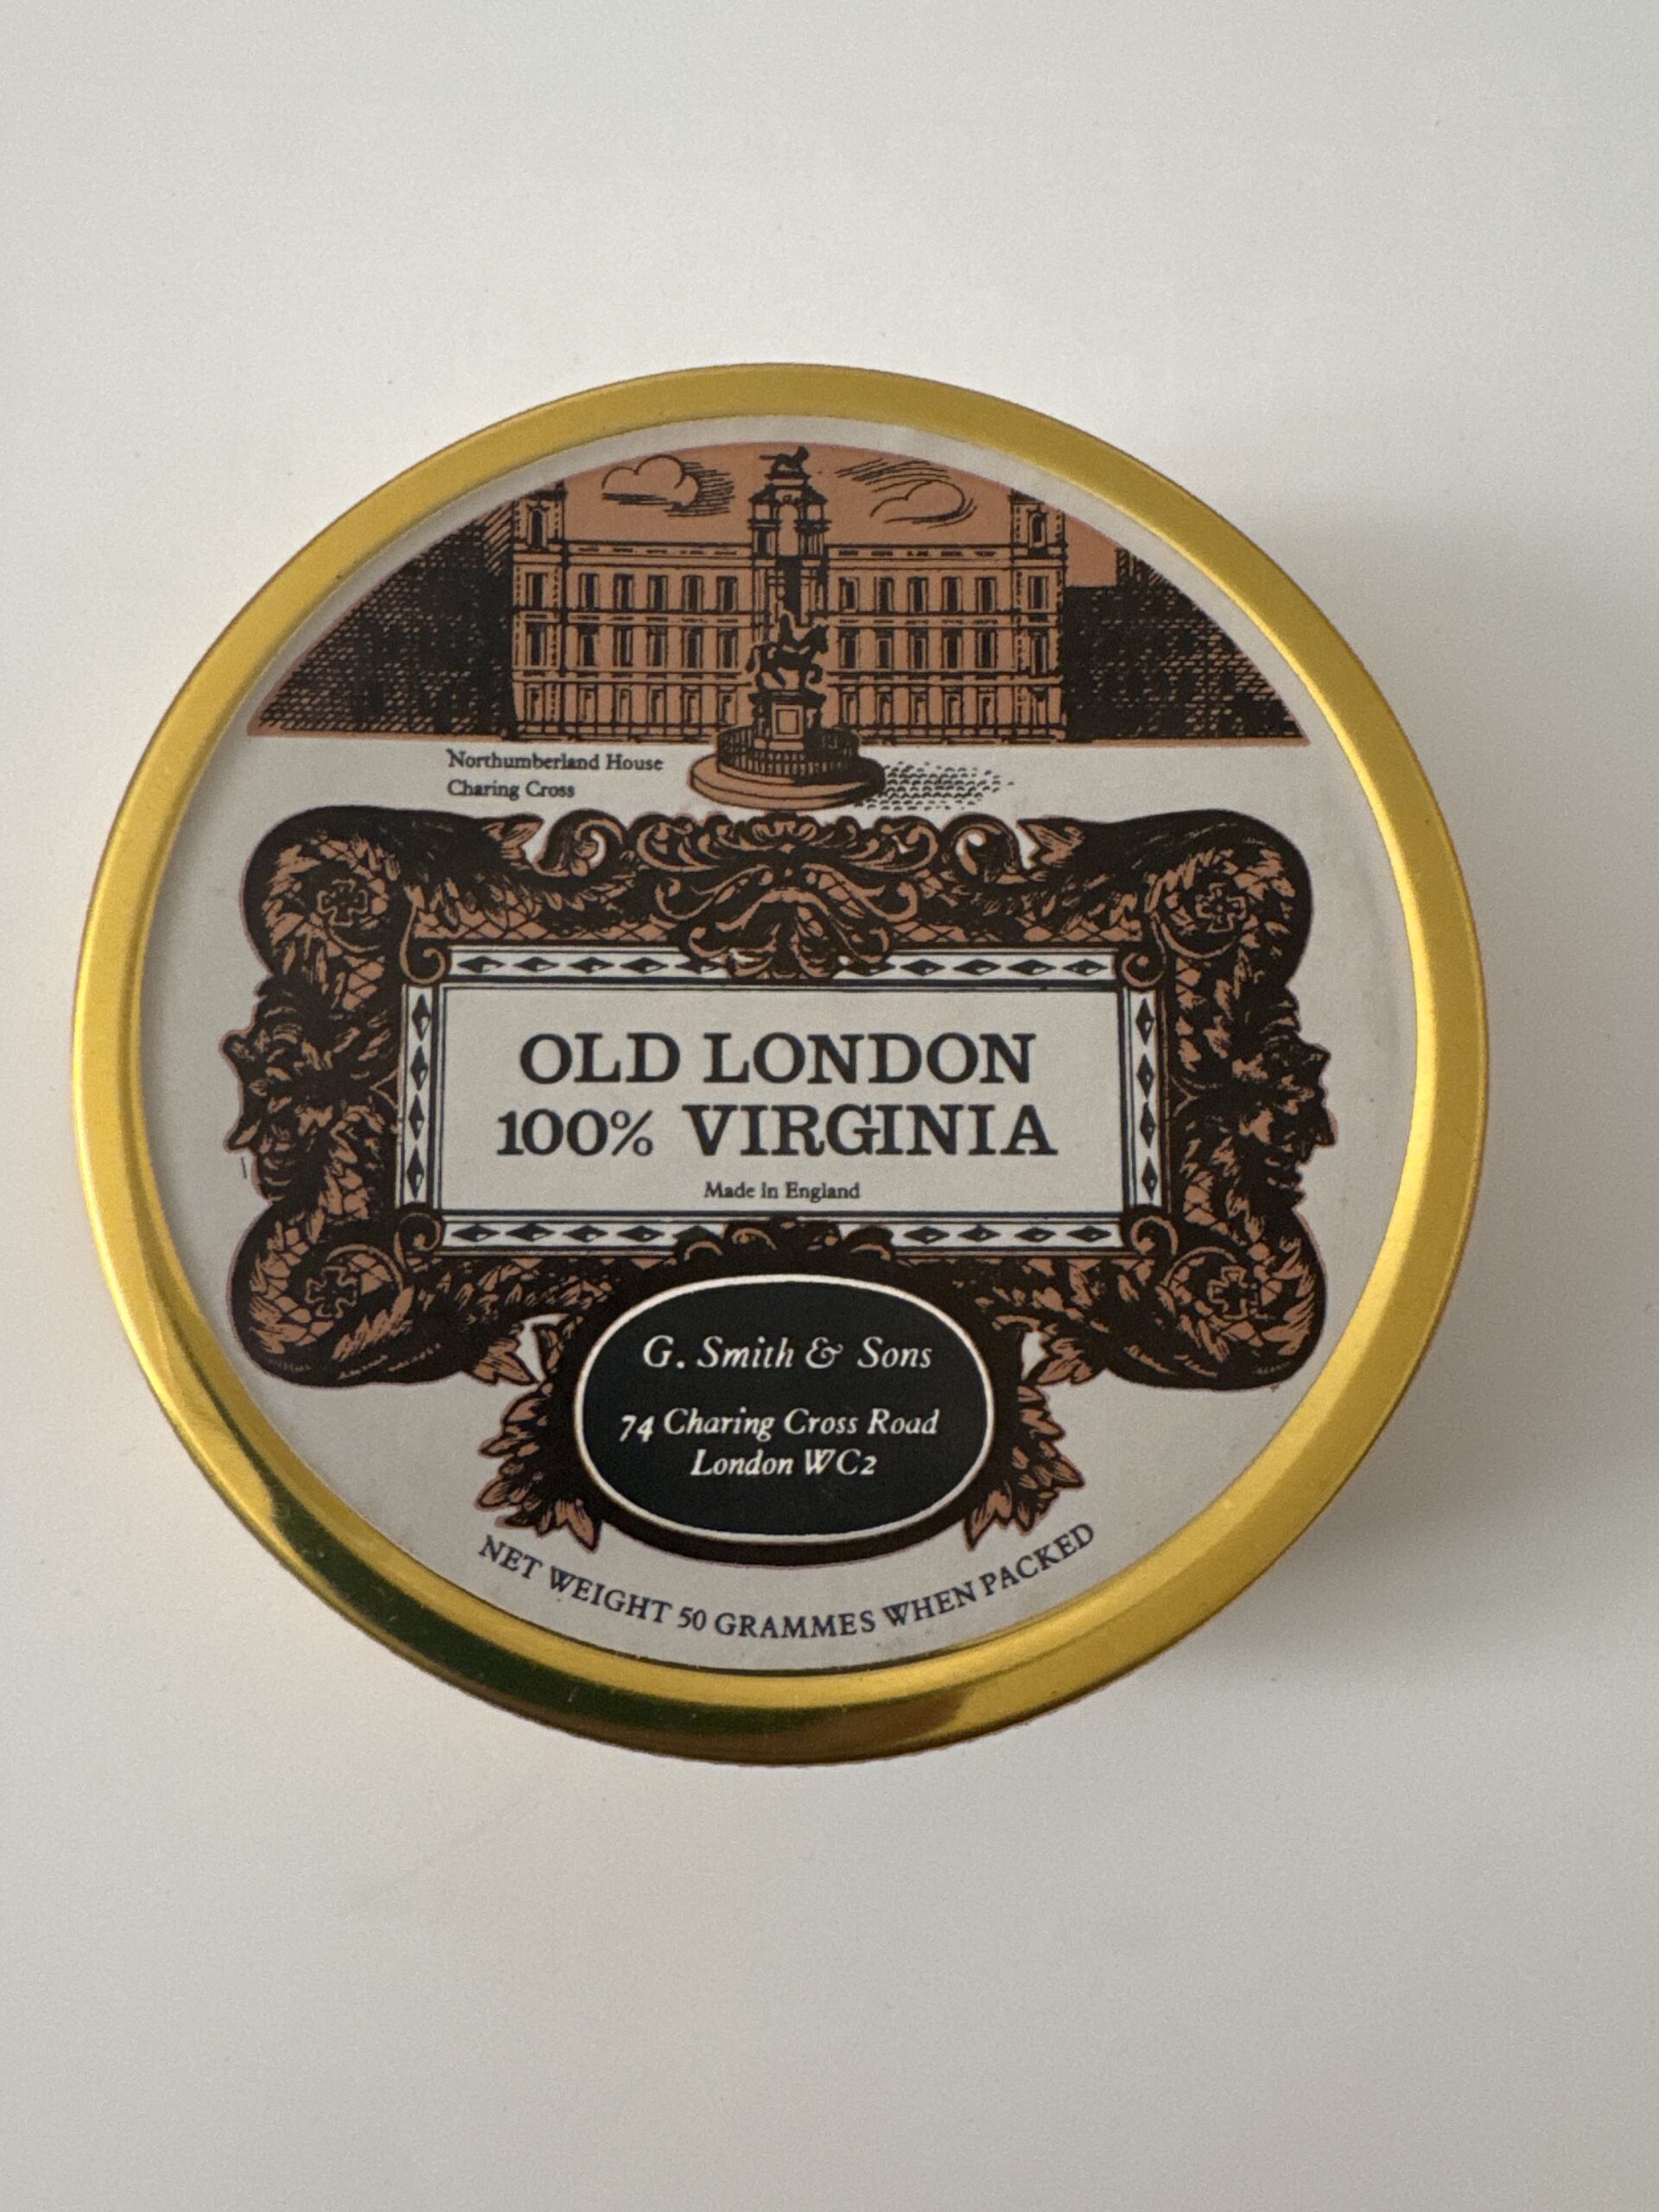 Northumberland House
Charing Cross
OLD LONDON
100% VIRGINIA
Made in England
G. Smith & Sons
74 Charing Cross Road
London WC2
NET WEIGHT 50 GRAMMES WHEN PACKED